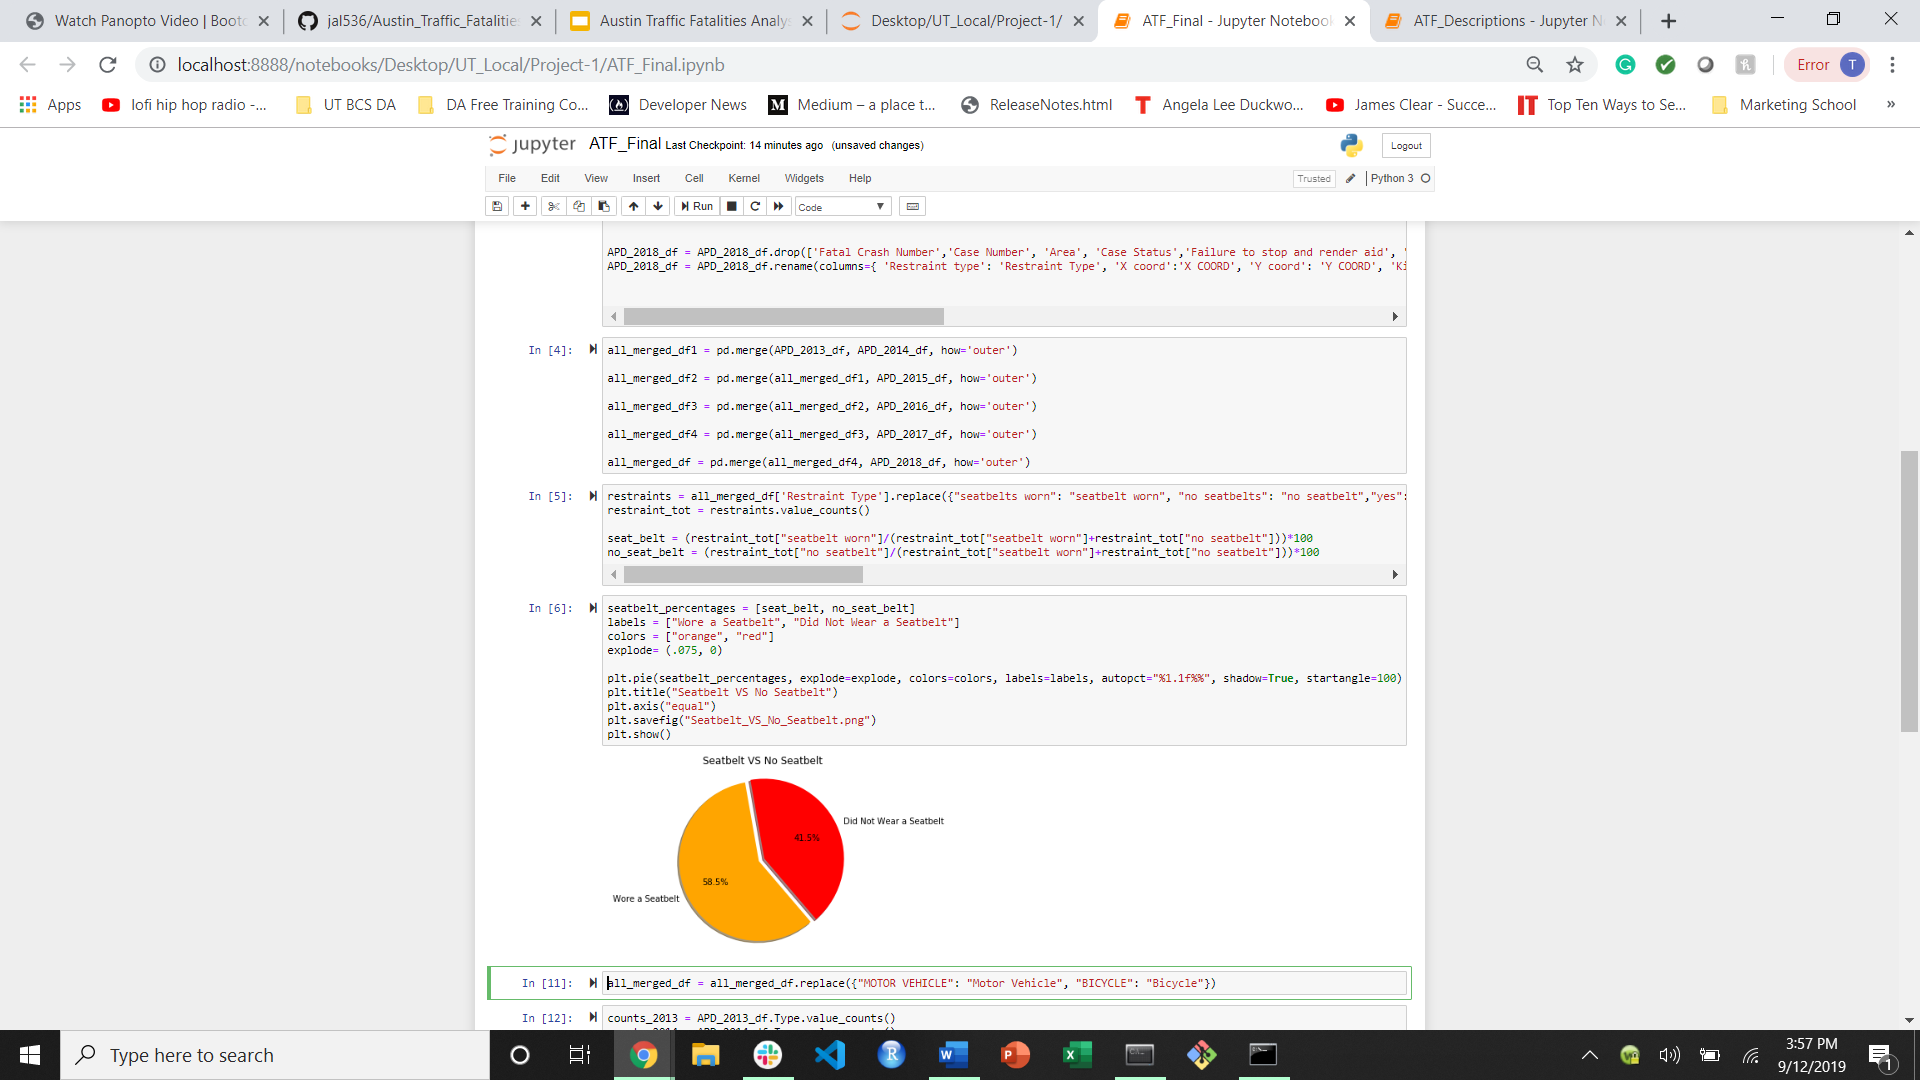 Watch Panopto Video | Bootc
jal536/Austin_Traffic_Fatalities
Austin Traffic Fatalities Analys
Desktop/UT_Local/Project-1/
ATF_Final - Jupyter Notebook
ATF_Descriptions - Jupyter N
localhost:8888/notebooks/Desktop/UT_Local/Project-1/ATF_Final.ipynb
Error T
Apps
lofi hip hop radio -...
UT BCS DA
DA Free Training Co...
Developer News
Medium – a place t...
ReleaseNotes.html
Angela Lee Duckwo...
James Clear - Succe...
Top Ten Ways to Se...
Marketing School
»
jupyter ATF_Final Last Checkpoint: 14 minutes ago (unsaved changes)
Logout
File Edit View Insert Cell Kernel Widgets Help
Trusted
Python 3
Run
Code
APD_2018_df = APD_2018_df.drop(['Fatal Crash Number','Case Number', 'Area', 'Case Status','Failure to stop and render aid', '
APD_2018_df = APD_2018_df.rename(columns={ 'Restraint type': 'Restraint Type', 'X coord':'X COORD', 'Y coord': 'Y COORD', 'Ki
In [4]:
all_merged_df1 = pd.merge(APD_2013_df, APD_2014_df, how='outer')
all_merged_df2 = pd.merge(all_merged_df1, APD_2015_df, how='outer')
all_merged_df3 = pd.merge(all_merged_df2, APD_2016_df, how='outer')
all_merged_df4 = pd.merge(all_merged_df3, APD_2017_df, how='outer')
all_merged_df = pd.merge(all_merged_df4, APD_2018_df, how='outer')
In [5]:
restraints = all_merged_df['Restraint Type'].replace({"seatbelts worn": "seatbelt worn", "no seatbelts": "no seatbelt","yes":
restraint_tot = restraints.value_counts()
seat_belt = (restraint_tot["seatbelt worn"]/(restraint_tot["seatbelt worn"]+restraint_tot["no seatbelt"]))*100
no_seat_belt = (restraint_tot["no seatbelt"]/(restraint_tot["seatbelt worn"]+restraint_tot["no seatbelt"]))*100
In [6]:
seatbelt_percentages = [seat_belt, no_seat_belt]
labels = ["Wore a Seatbelt", "Did Not Wear a Seatbelt"]
colors = ["orange", "red"]
explode= (.075, 0)
plt.pie(seatbelt_percentages, explode=explode, colors=colors, labels=labels, autopct="%1.1f%%", shadow=True, startangle=100)
plt.title("Seatbelt VS No Seatbelt")
plt.axis("equal")
plt.savefig("Seatbelt_VS_No_Seatbelt.png")
plt.show()
Seatbelt VS No Seatbelt
Did Not Wear a Seatbelt
41.5%
58.5%
Wore a Seatbelt
In [11]:
all_merged_df = all_merged_df.replace({"MOTOR VEHICLE": "Motor Vehicle", "BICYCLE": "Bicycle"})
In [12]:
counts_2013 = APD_2013_df.Type.value_counts()
Type here to search
3:57 PM
9/12/2019
1